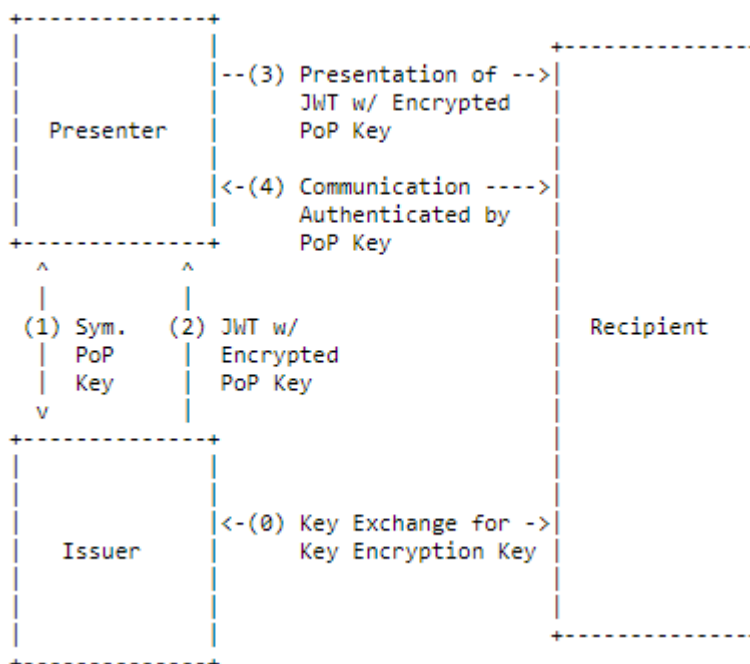 --(3) Presentation of -->
JWT w/ Encrypted
Presenter
PoP Key
<-(4) Communication ---->
Authenticated by
PoP Key
(1) Sym.
PoP
Key
(2) JWT w/
Encrypted
PoP Key
Recipient
<-(0) Key Exchange for ->
Issuer
Key Encryption Key